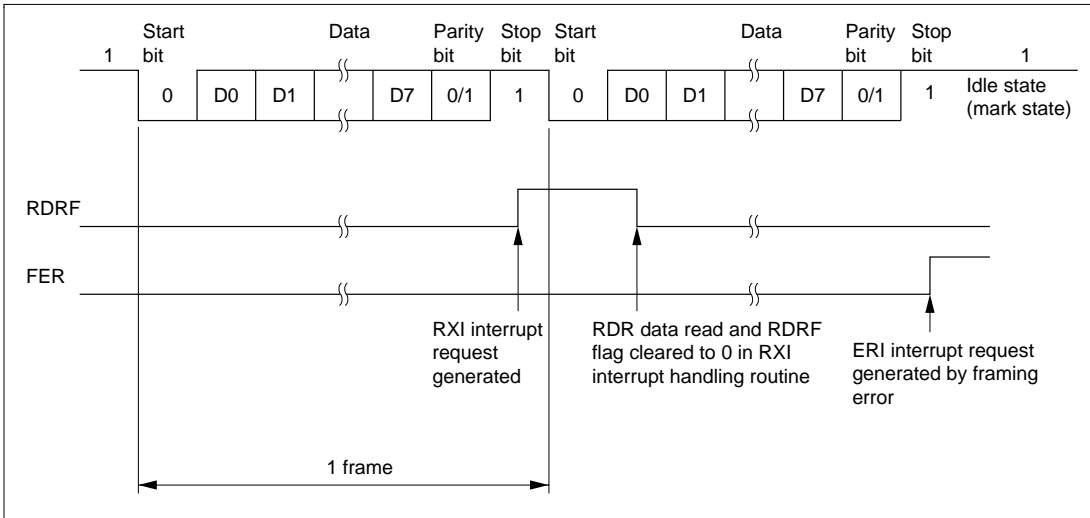 Start bit
Data
Parity bit
Stop bit
Start bit
Data
Parity bit
Stop bit
1
1
0
D0
D1
D7
0/1
1
0
D0
D1
D7
0/1
1
Idle state
(mark state)
RDRF
FER
RXI interrupt
request
generated
RDR data read and RDRF
flag cleared to 0 in RXI
interrupt handling routine
ERI interrupt request
generated by framing
error
1 frame